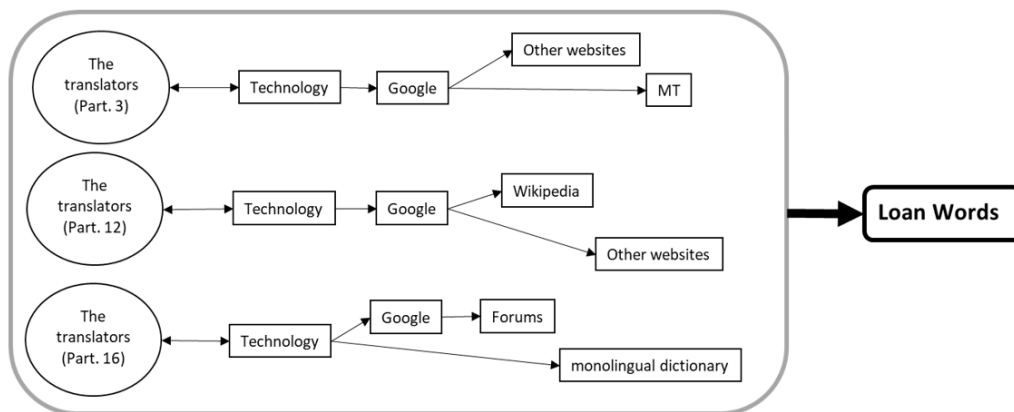 The
translators
(Part. 3)
Technology
Google
Other websites
MT
The
translators
(Part. 12)
Technology
Google
Wikipedia
Other websites
The
translators
(Part. 16)
Technology
Google
Forums
monolingual dictionary
Loan Words